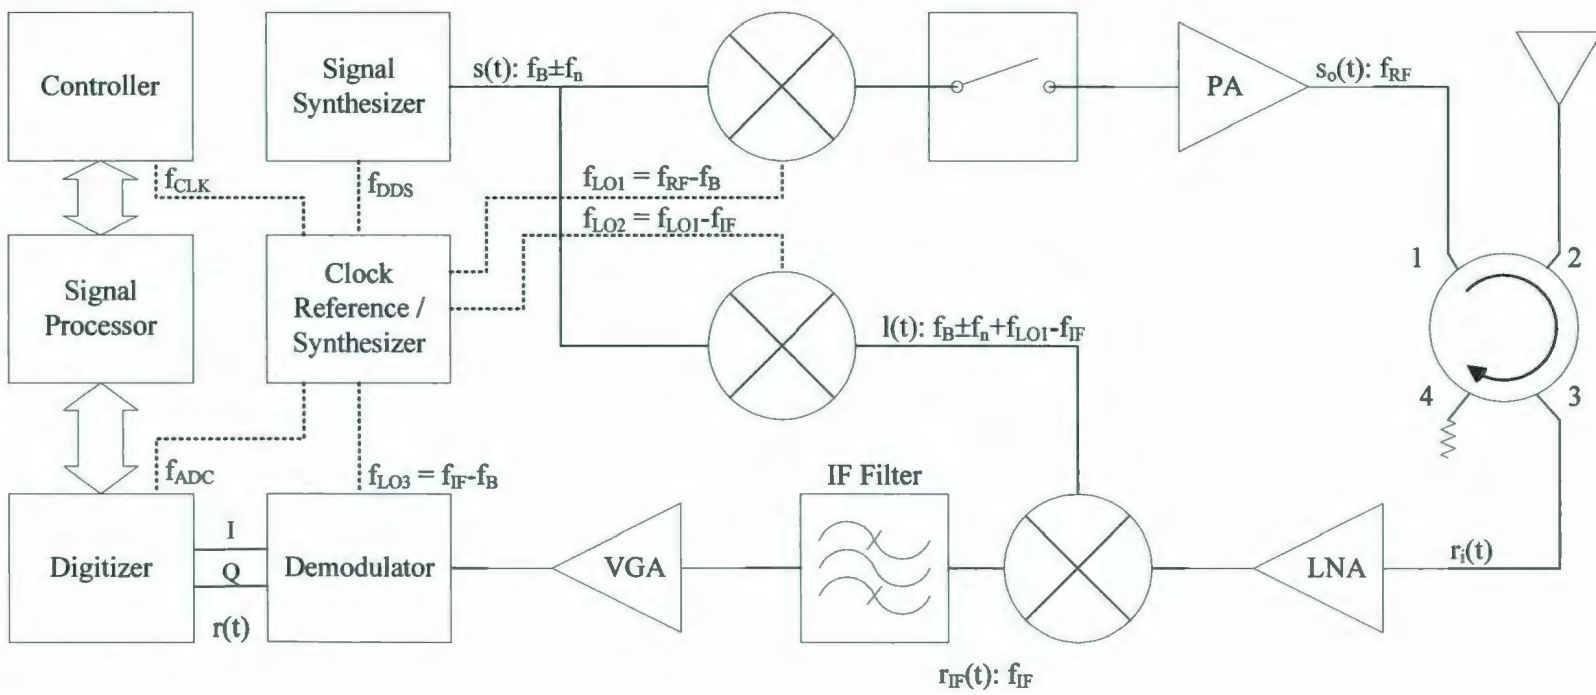 Controller
Signal
Synthesizer
s(t): f_B±f_n
PA
s_o(t): f_RF
f_CLK
f_DDS
f_LO1 = f_RF-f_B
f_LO2 = f_LO1-f_IF
Signal
Processor
Clock
Reference /
Synthesizer
1
2
l(t): f_B±f_n+f_LO1-f_IF
4
3
f_ADC
f_LO3 = f_IF-f_B
IF Filter
Digitizer
I
Q
r(t)
Demodulator
VGA
LNA
r_i(t)
r_IF(t): f_IF